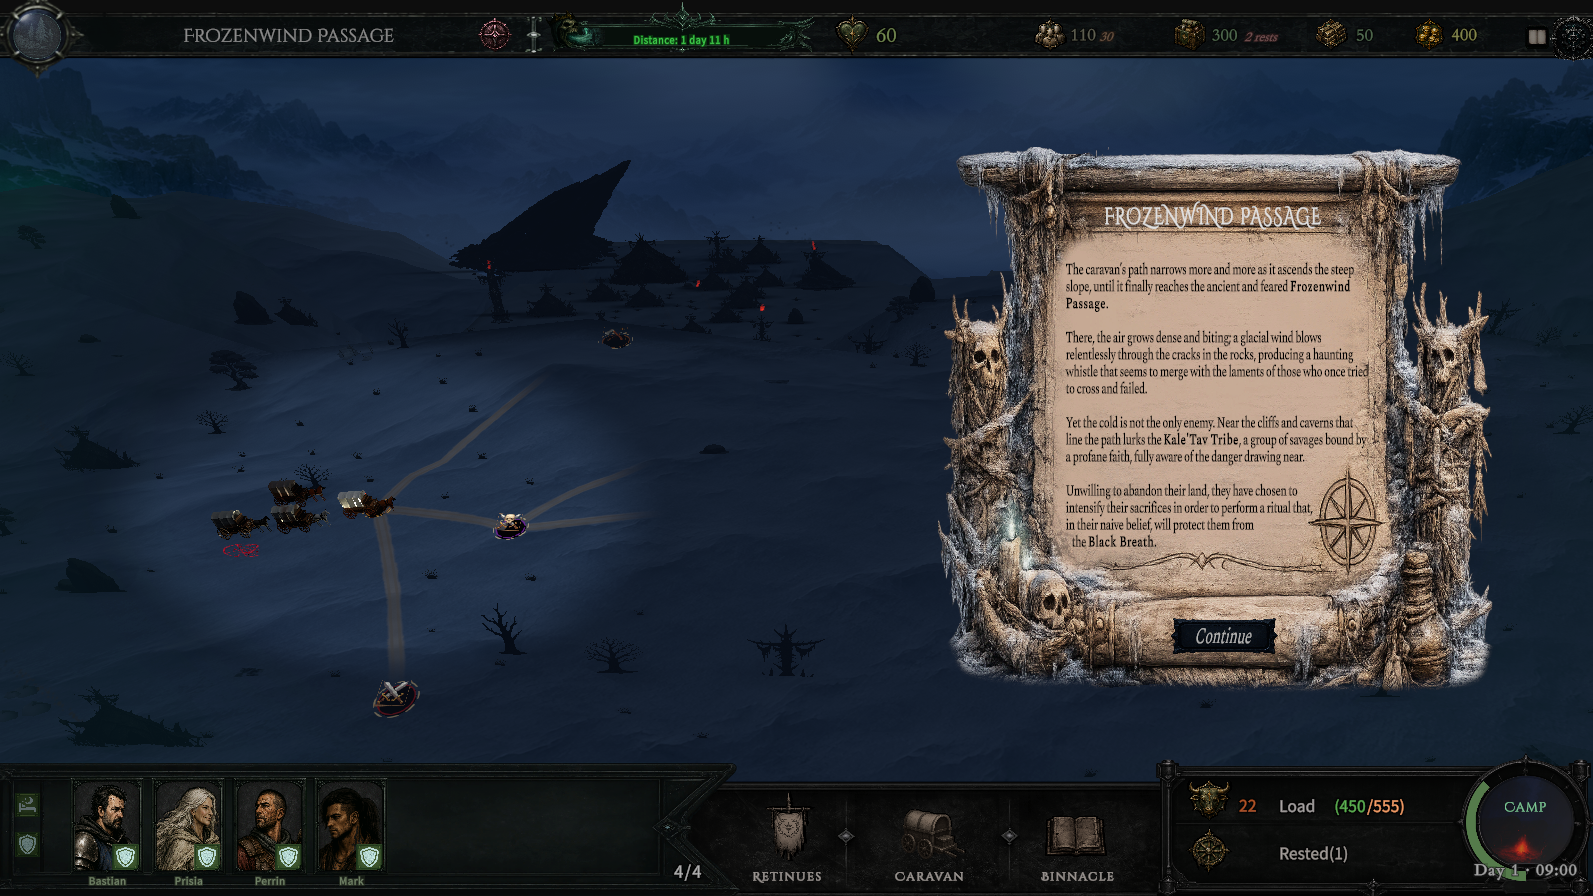 FROZENWIND PASSAGE
Distance: 1 day 11 h
60
110 30
300 2 rests
50
400
FROZENWIND PASSAGE
The caravan's path narrows more and more as it ascends the steep
slope, until it finally reaches the ancient and feared Frozenwind
Passage.
There, the air grows dense and biting; a glacial wind blows
relentlessly through the cracks in the rocks, producing a haunting
whistle that seems to merge with the laments of those who once tried
to cross and failed.
Yet the cold is not the only enemy. Near the cliffs and caverns that
line the path lurks the Kale'Tav Tribe, a group of savages bound by
a profane faith, fully aware of the danger drawing near.
Unwilling to abandon their land, they have chosen to
intensify their sacrifices in order to perform a ritual that,
in their naive belief, will protect them from
the Black Breath.
Continue
Bastian
Prisia
Perrin
Mark
4/4
RETINUES
CARAVAN
BINNACLE
22 Load (450/555)
Rested(1)
CAMP
Day 1 · 09:00